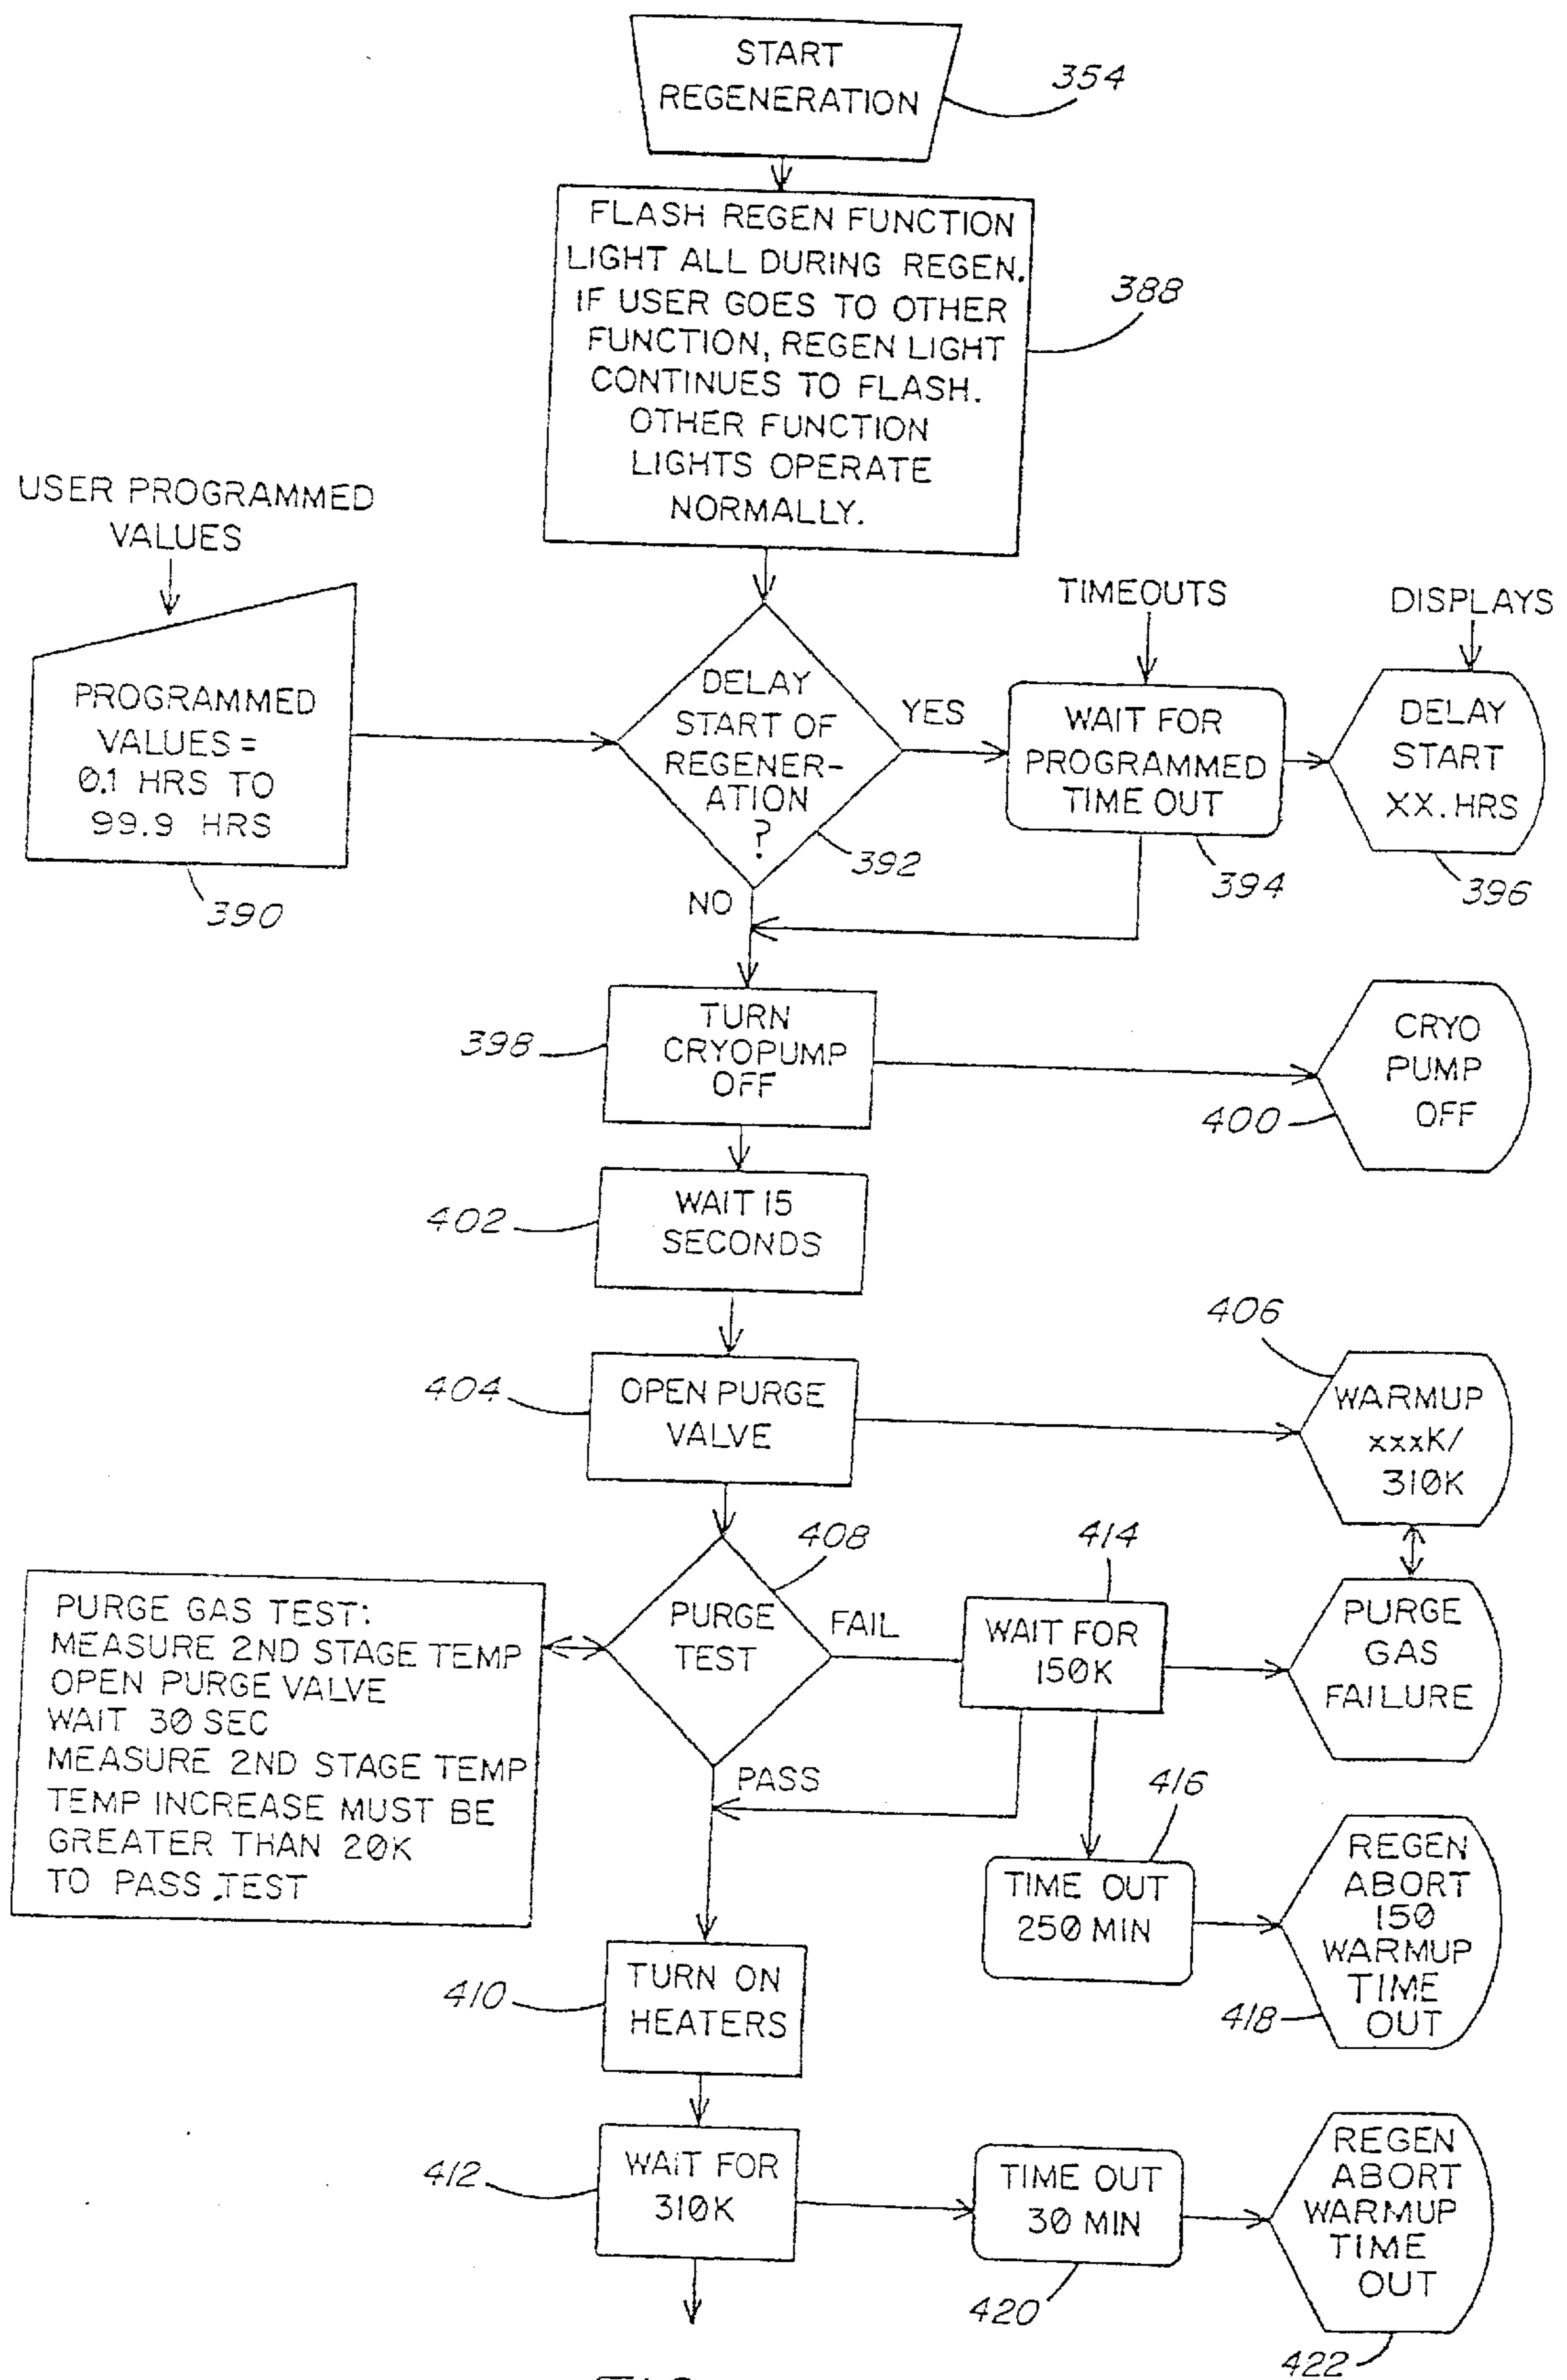 START
REGENERATION
354
FLASH REGEN FUNCTION
LIGHT ALL DURING REGEN.
IF USER GOES TO OTHER
FUNCTION, REGEN LIGHT
CONTINUES TO FLASH.
OTHER FUNCTION
LIGHTS OPERATE
NORMALLY.
388
USER PROGRAMMED
VALUES
PROGRAMMED
VALUES =
0.1 HRS TO
99.9 HRS
390
DELAY
START OF
REGENER-
ATION
?
392
YES
NO
TIMEOUTS
WAIT FOR
PROGRAMMED
TIME OUT
394
DISPLAYS
DELAY
START
XX.HRS
396
TURN
CRYOPUMP
OFF
398
CRYO
PUMP
OFF
400
WAIT 15
SECONDS
402
OPEN PURGE
VALVE
404
406
WARMUP
xxxK/
310K
408
PURGE
TEST
FAIL
PASS
PURGE GAS TEST:
MEASURE 2ND STAGE TEMP
OPEN PURGE VALVE
WAIT 30 SEC
MEASURE 2ND STAGE TEMP
TEMP INCREASE MUST BE
GREATER THAN 20K
TO PASS TEST
414
WAIT FOR
150K
PURGE
GAS
FAILURE
416
TIME OUT
250 MIN
REGEN
ABORT
150
WARMUP
TIME
OUT
418
TURN ON
HEATERS
410
WAIT FOR
310K
412
TIME OUT
30 MIN
420
REGEN
ABORT
WARMUP
TIME
OUT
422